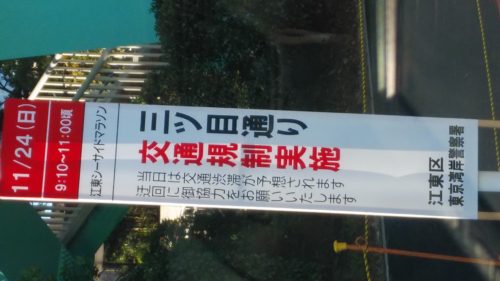 11/24(日)
9:10~11:00頃
江東シーサイドマラソン
三ツ目通り
交通規制実施
当日は交通渋滞が予想されます
迂回に御協力をお願いいたします
江東区
東京湾岸警察署